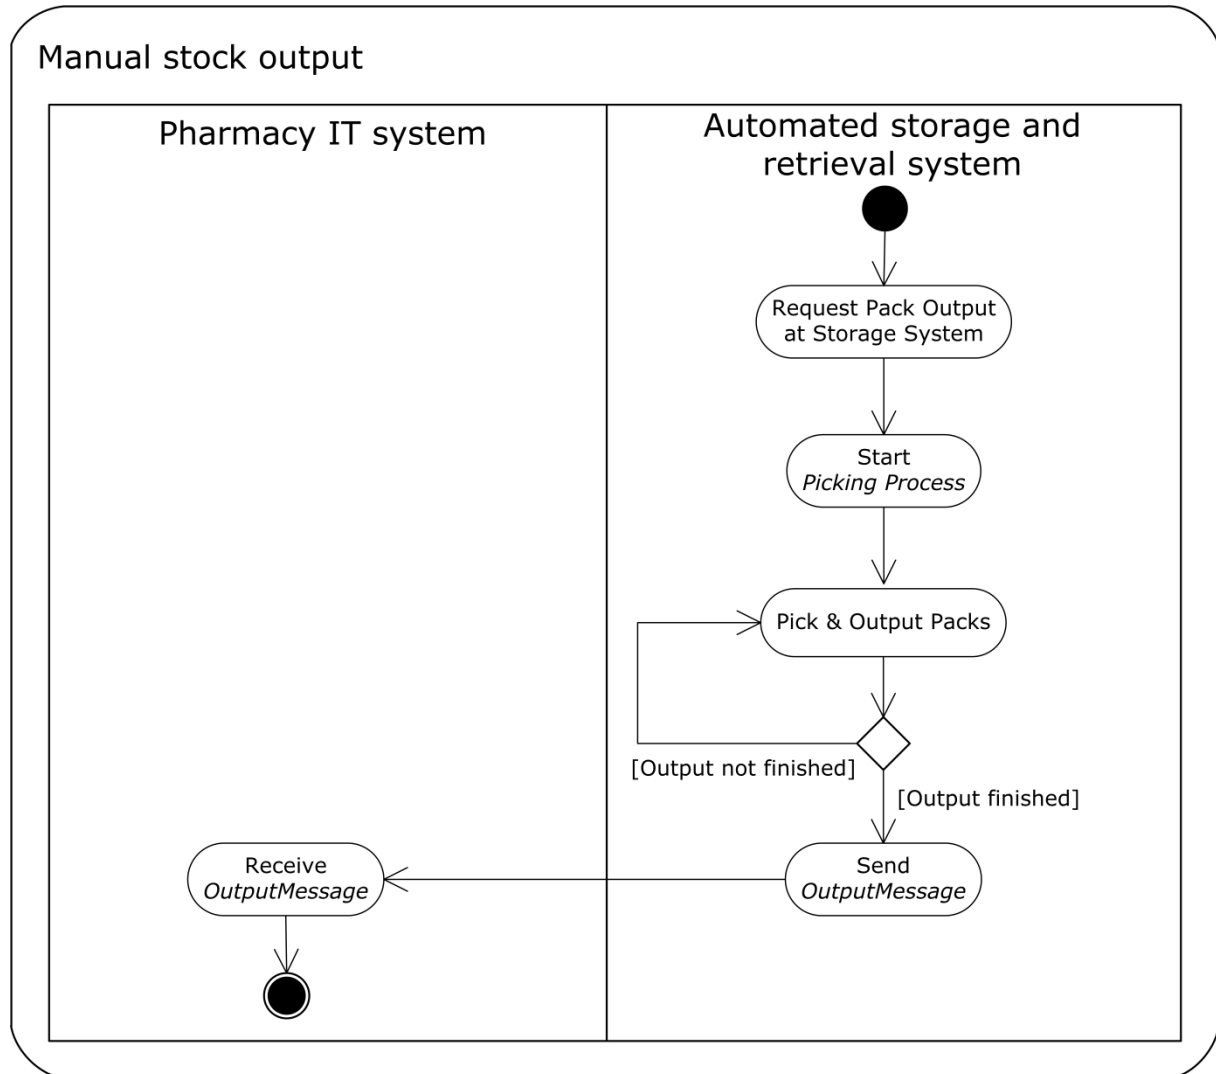 Manual stock output
Pharmacy IT system
Automated storage and
retrieval system
Request Pack Output
at Storage System
Start
Picking Process
Pick & Output Packs
[Output not finished]
[Output finished]
Receive
OutputMessage
Send
OutputMessage